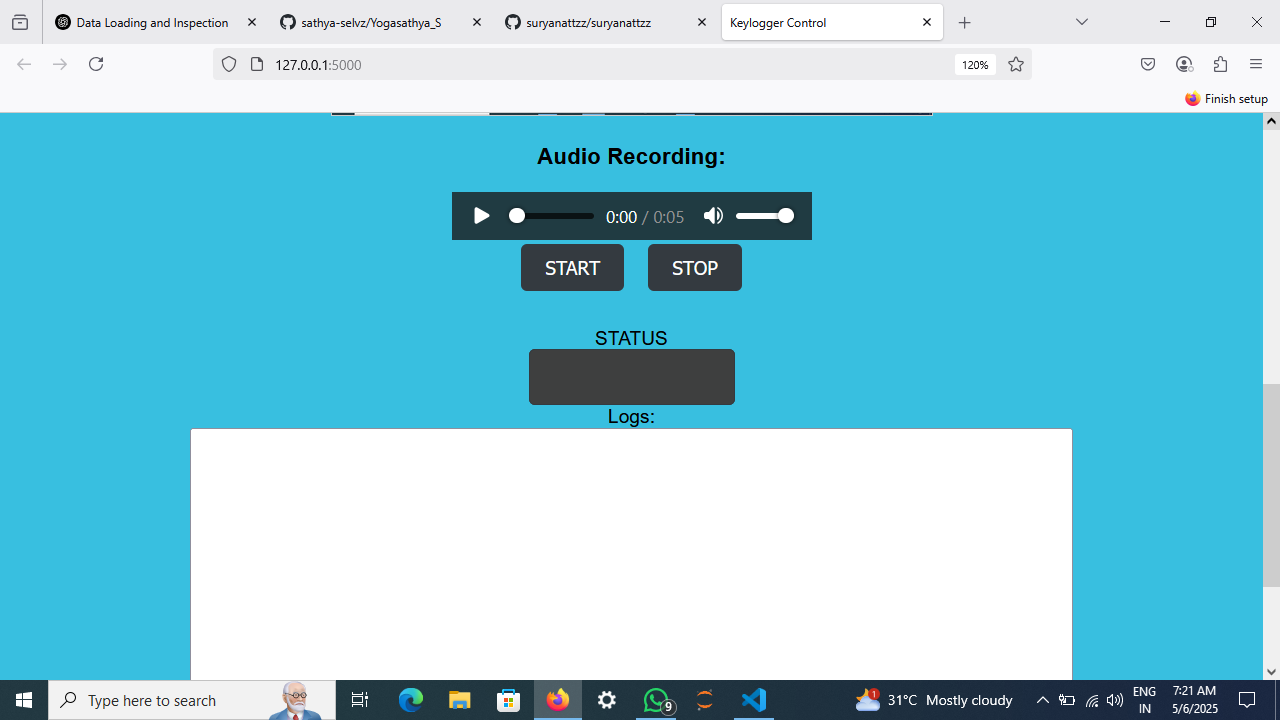 Data Loading and Inspection
sathya-selvz/Yogasathya_S
suryanattzz/suryanattzz
Keylogger Control
127.0.0.1:5000
120%
Finish setup
Audio Recording:
0:00 / 0:05
START
STOP
STATUS
Logs:
Type here to search
9
1
31°C Mostly cloudy
ENG
IN
7:21 AM
5/6/2025